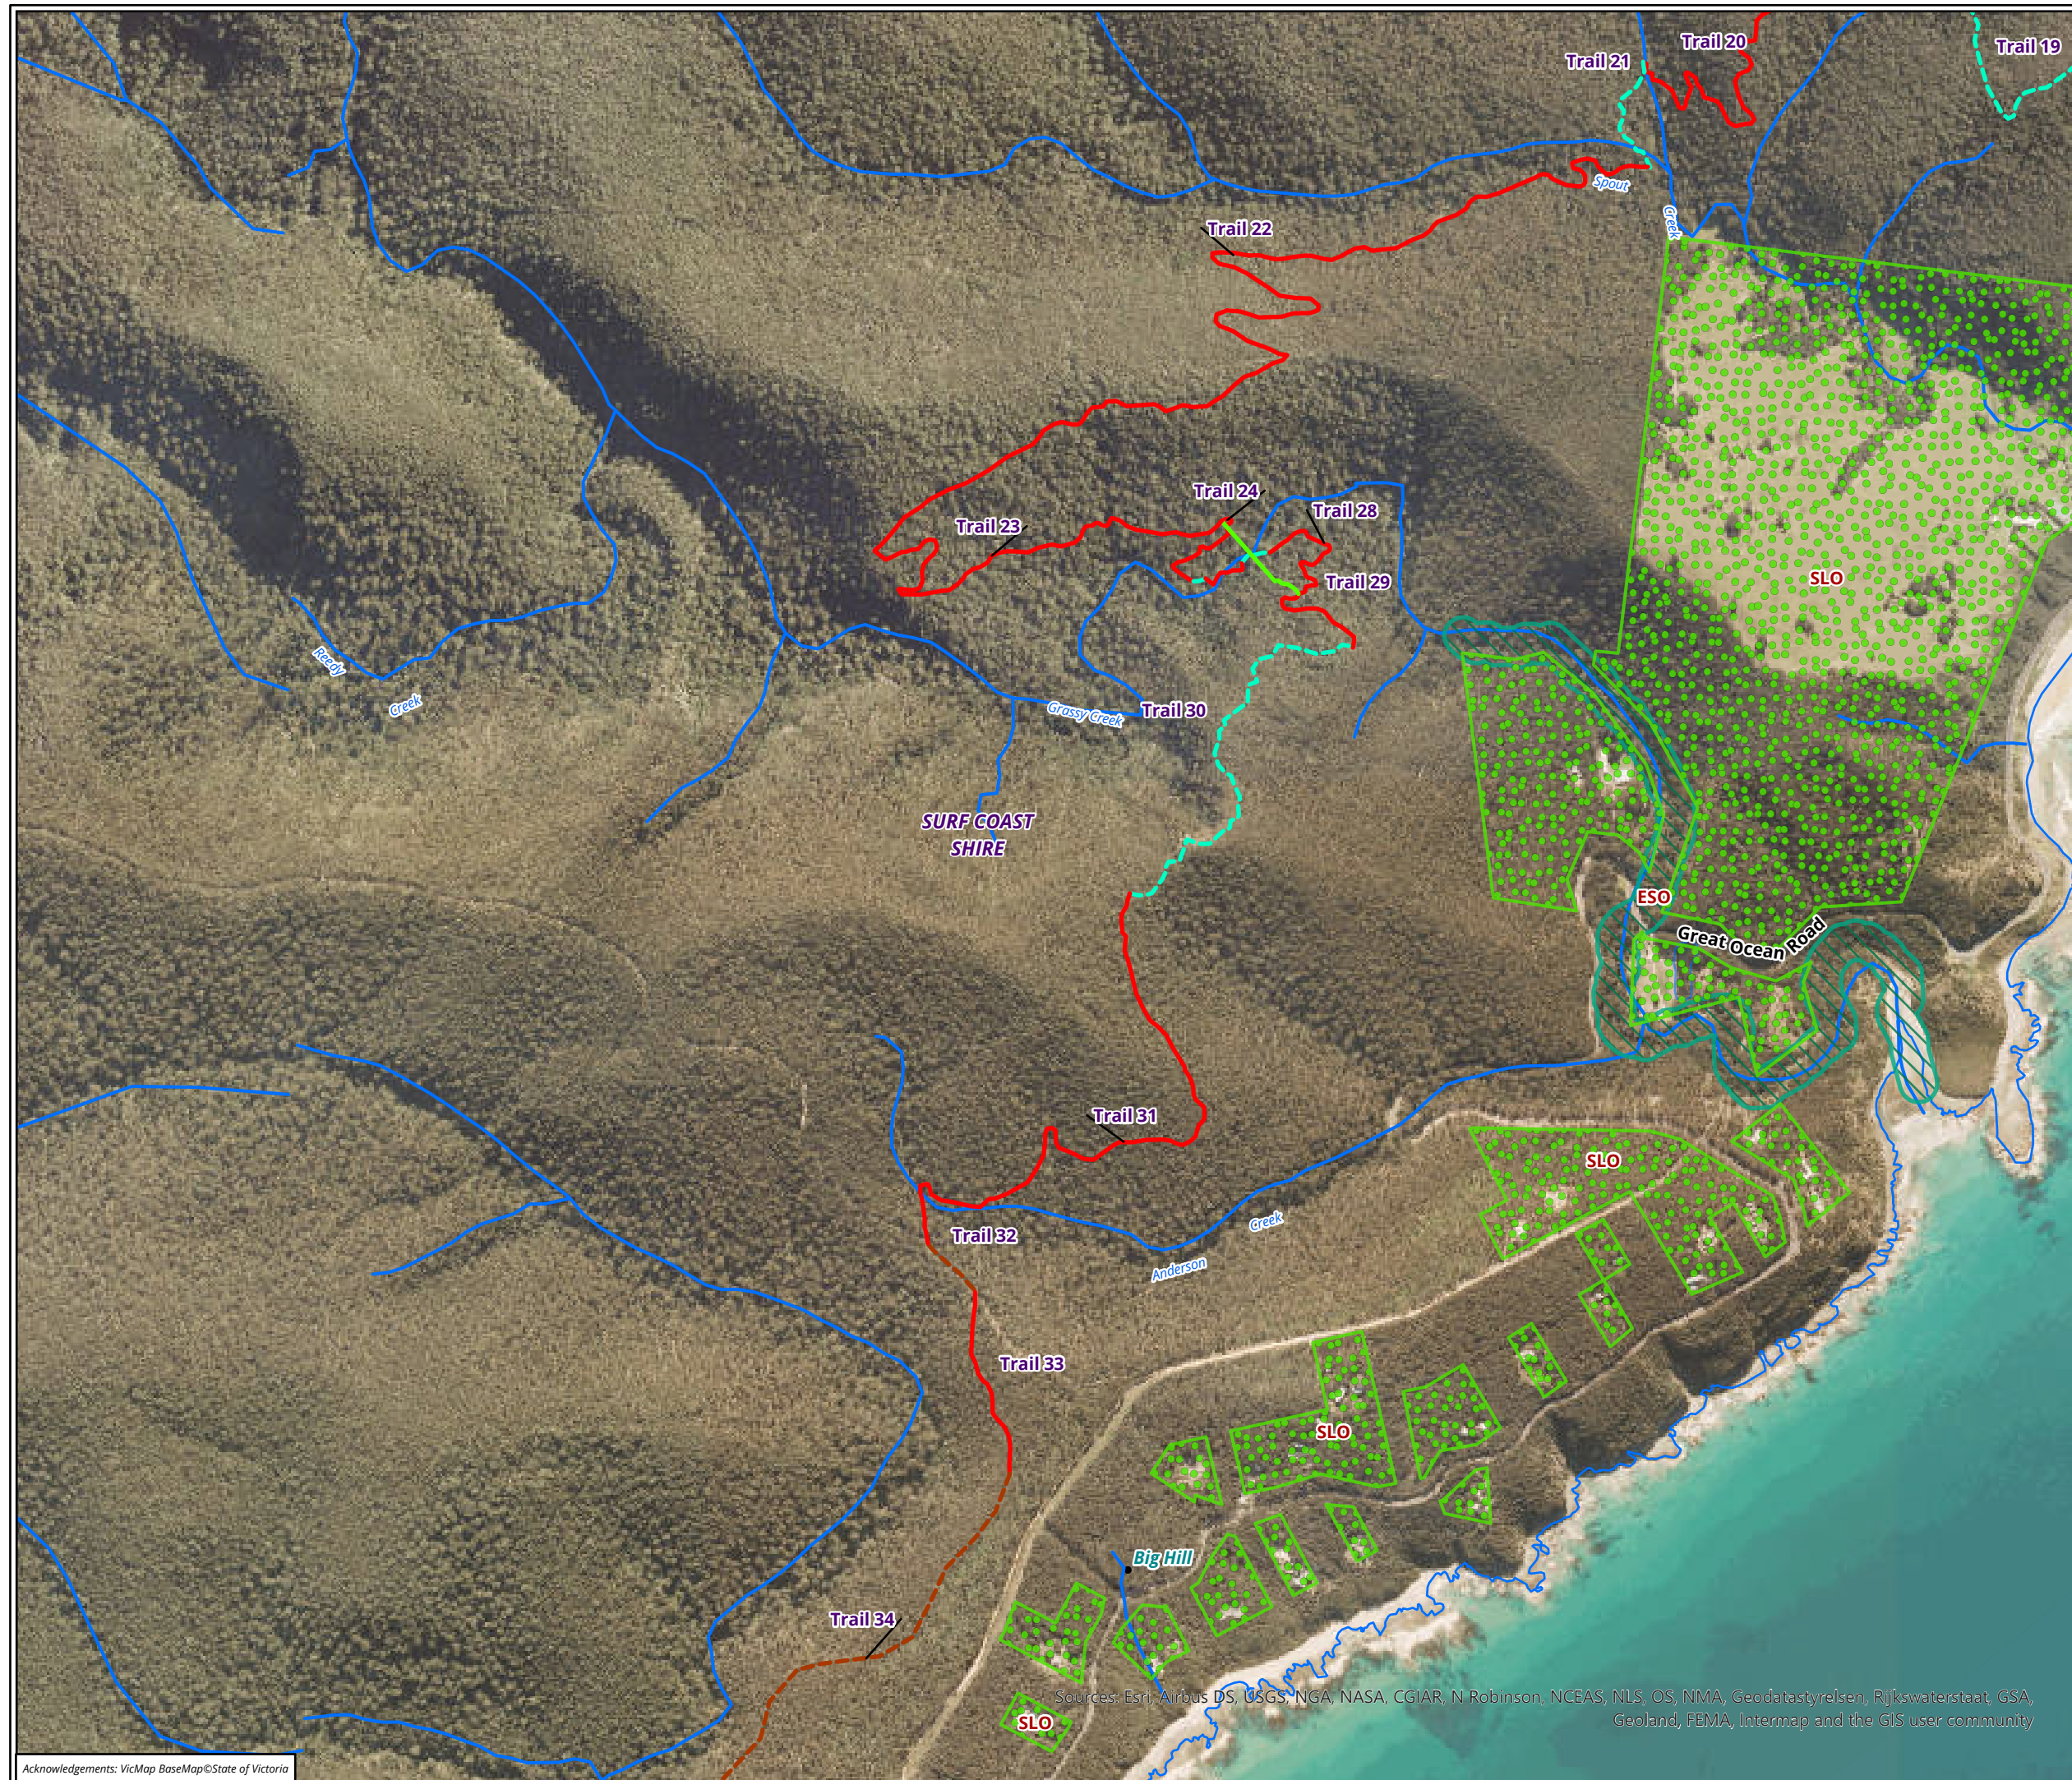 Trail 20
Trail 19
Trail 21
Spout
Creek
Trail 22
Trail 24
Trail 28
Trail 23
Trail 29
SLO
Reedy
Creek
Grassy Creek
Trail 30
SURF COAST
SHIRE
ESO
Great Ocean Road
Trail 31
SLO
Trail 32
Creek
Anderson
Trail 33
SLO
Big Hill
Trail 34
SLO
Sources: Esri, Airbus DS, USGS, NGA, NASA, CGIAR, N Robinson, NCEAS, NLS, OS, NMA, Geodatastyrelsen, Rijkswaterstaat, GSA,
Geoland, FEMA, Intermap and the GIS user community
Acknowledgements: VicMap BaseMap©State of Victoria